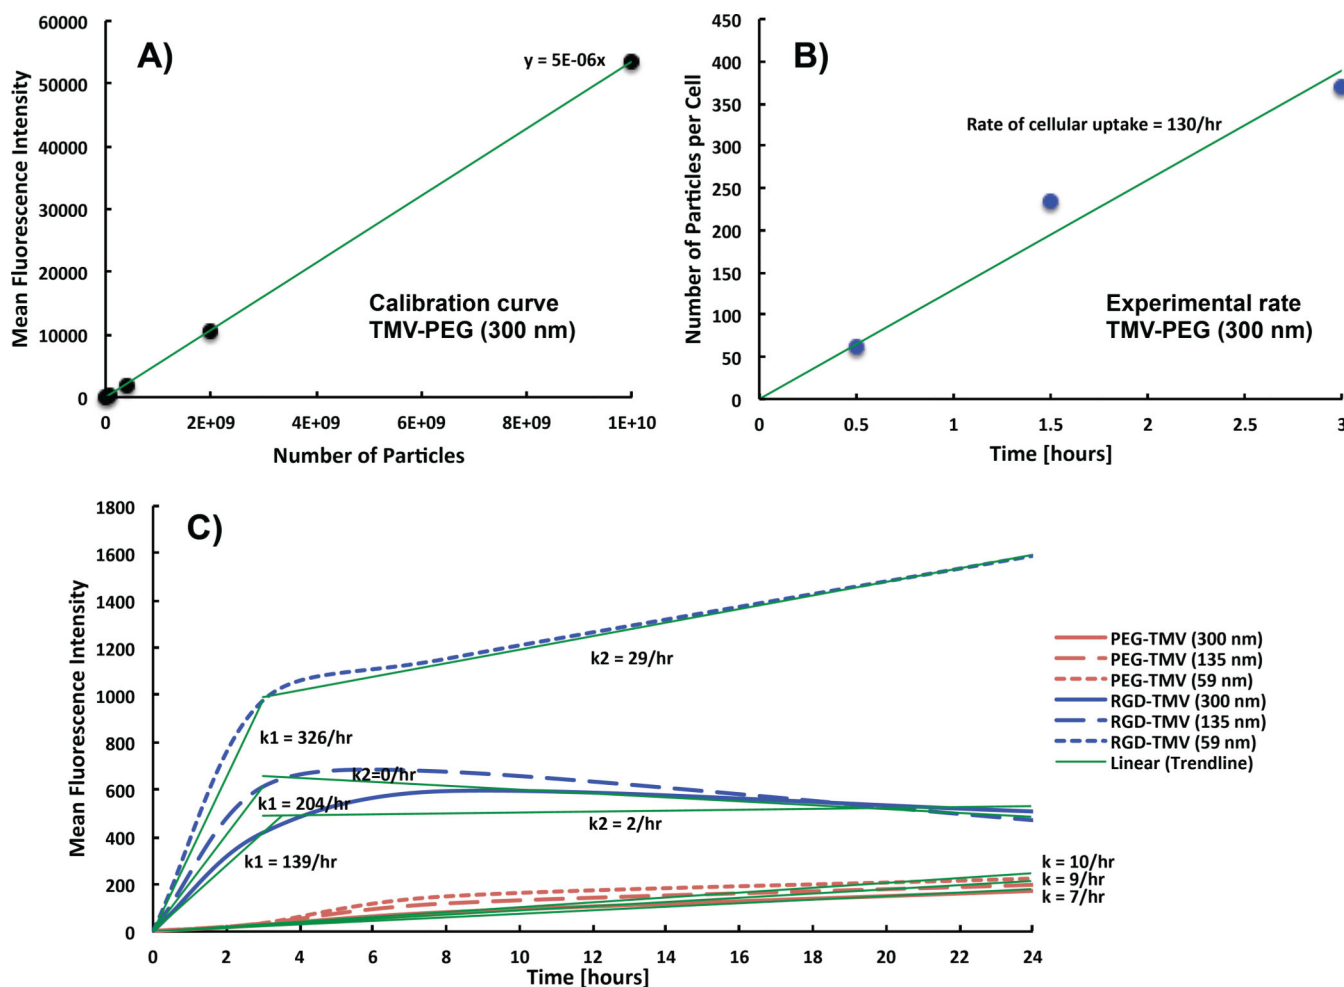 A)
60000
50000
40000
30000
20000
10000
0
Mean Fluorescence Intensity
y = 5E-06x
Calibration curve
TMV-PEG (300 nm)
0 2E+09 4E+09 6E+09 8E+09 1E+10
Number of Particles
B)
450
400
350
300
250
200
150
100
50
0
Number of Particles per Cell
Rate of cellular uptake = 130/hr
Experimental rate
TMV-PEG (300 nm)
0 0.5 1 1.5 2 2.5 3
Time [hours]
C)
1800
1600
1400
1200
1000
800
600
400
200
0
Mean Fluorescence Intensity
k2 = 29/hr
k1 = 326/hr
k2=0/hr
k1 = 204/hr
k2 = 2/hr
k1 = 139/hr
k = 10/hr
k = 9/hr
k = 7/hr
0 2 4 6 8 10 12 14 16 18 20 22 24
Time [hours]
PEG-TMV (300 nm)
PEG-TMV (135 nm)
PEG-TMV (59 nm)
RGD-TMV (300 nm)
RGD-TMV (135 nm)
RGD-TMV (59 nm)
Linear (Trendline)